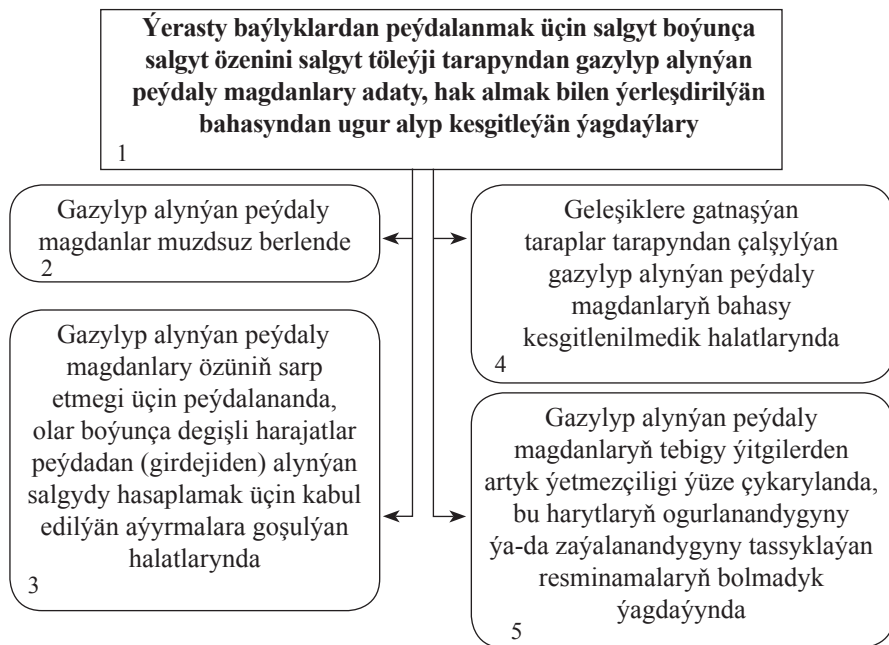 Ýerasty baýlyklardan peýdalanmak üçin salgyt boýunça
salgyt özenini salgyt töleýji tarapyndan gazylyp alynýan
peýdaly magdanlary adaty, hak almak bilen ýerleşdirilýän
bahasyndan ugur alyp kesgitleýän ýagdaýlary
1
Gazylyp alynýan peýdaly
magdanlar muzdsuz berlende
2
Gazylyp alynýan peýdaly
magdanlary özüniň sarp
etmegi üçin peýdalananda,
olar boýunça degişli harajatlar
peýdadan (girdejiden) alynýan
salgydy hasaplamak üçin kabul
edilýän aýyrmalara goşulýan
halatlarynda
3
Geleşiklere gatnaşýan
taraplar tarapyndan çalşylýan
gazylyp alynýan peýdaly
magdanlaryň bahasy
kesgitlenilmedik halatlarynda
4
Gazylyp alynýan peýdaly
magdanlaryň tebigy ýitgilerden
artyk ýetmezçiligi ýüze çykarylanda,
bu harytlaryň ogurlanandygyny
ýa-da zaýalanandygyny tassyklaýan
resminamalaryň bolmadyk
ýagdaýynda
5